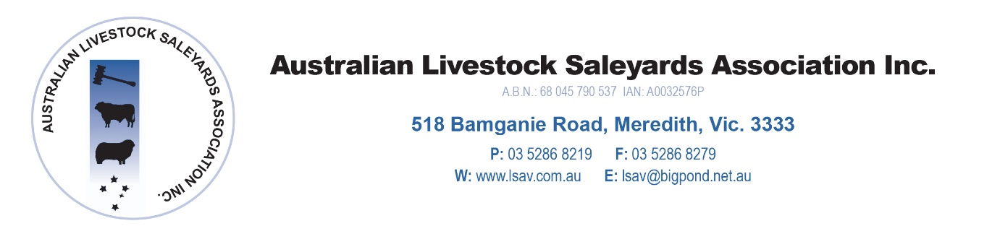 AUSTRALIAN LIVESTOCK SALEYARDS ASSOCIATION INC.
Australian Livestock Saleyards Association Inc.
A.B.N.: 68 045 790 537 IAN: A0032576P
518 Bamganie Road, Meredith, Vic. 3333
P: 03 5286 8219 F: 03 5286 8279
W: www.lsav.com.au E: lsav@bigpond.net.au